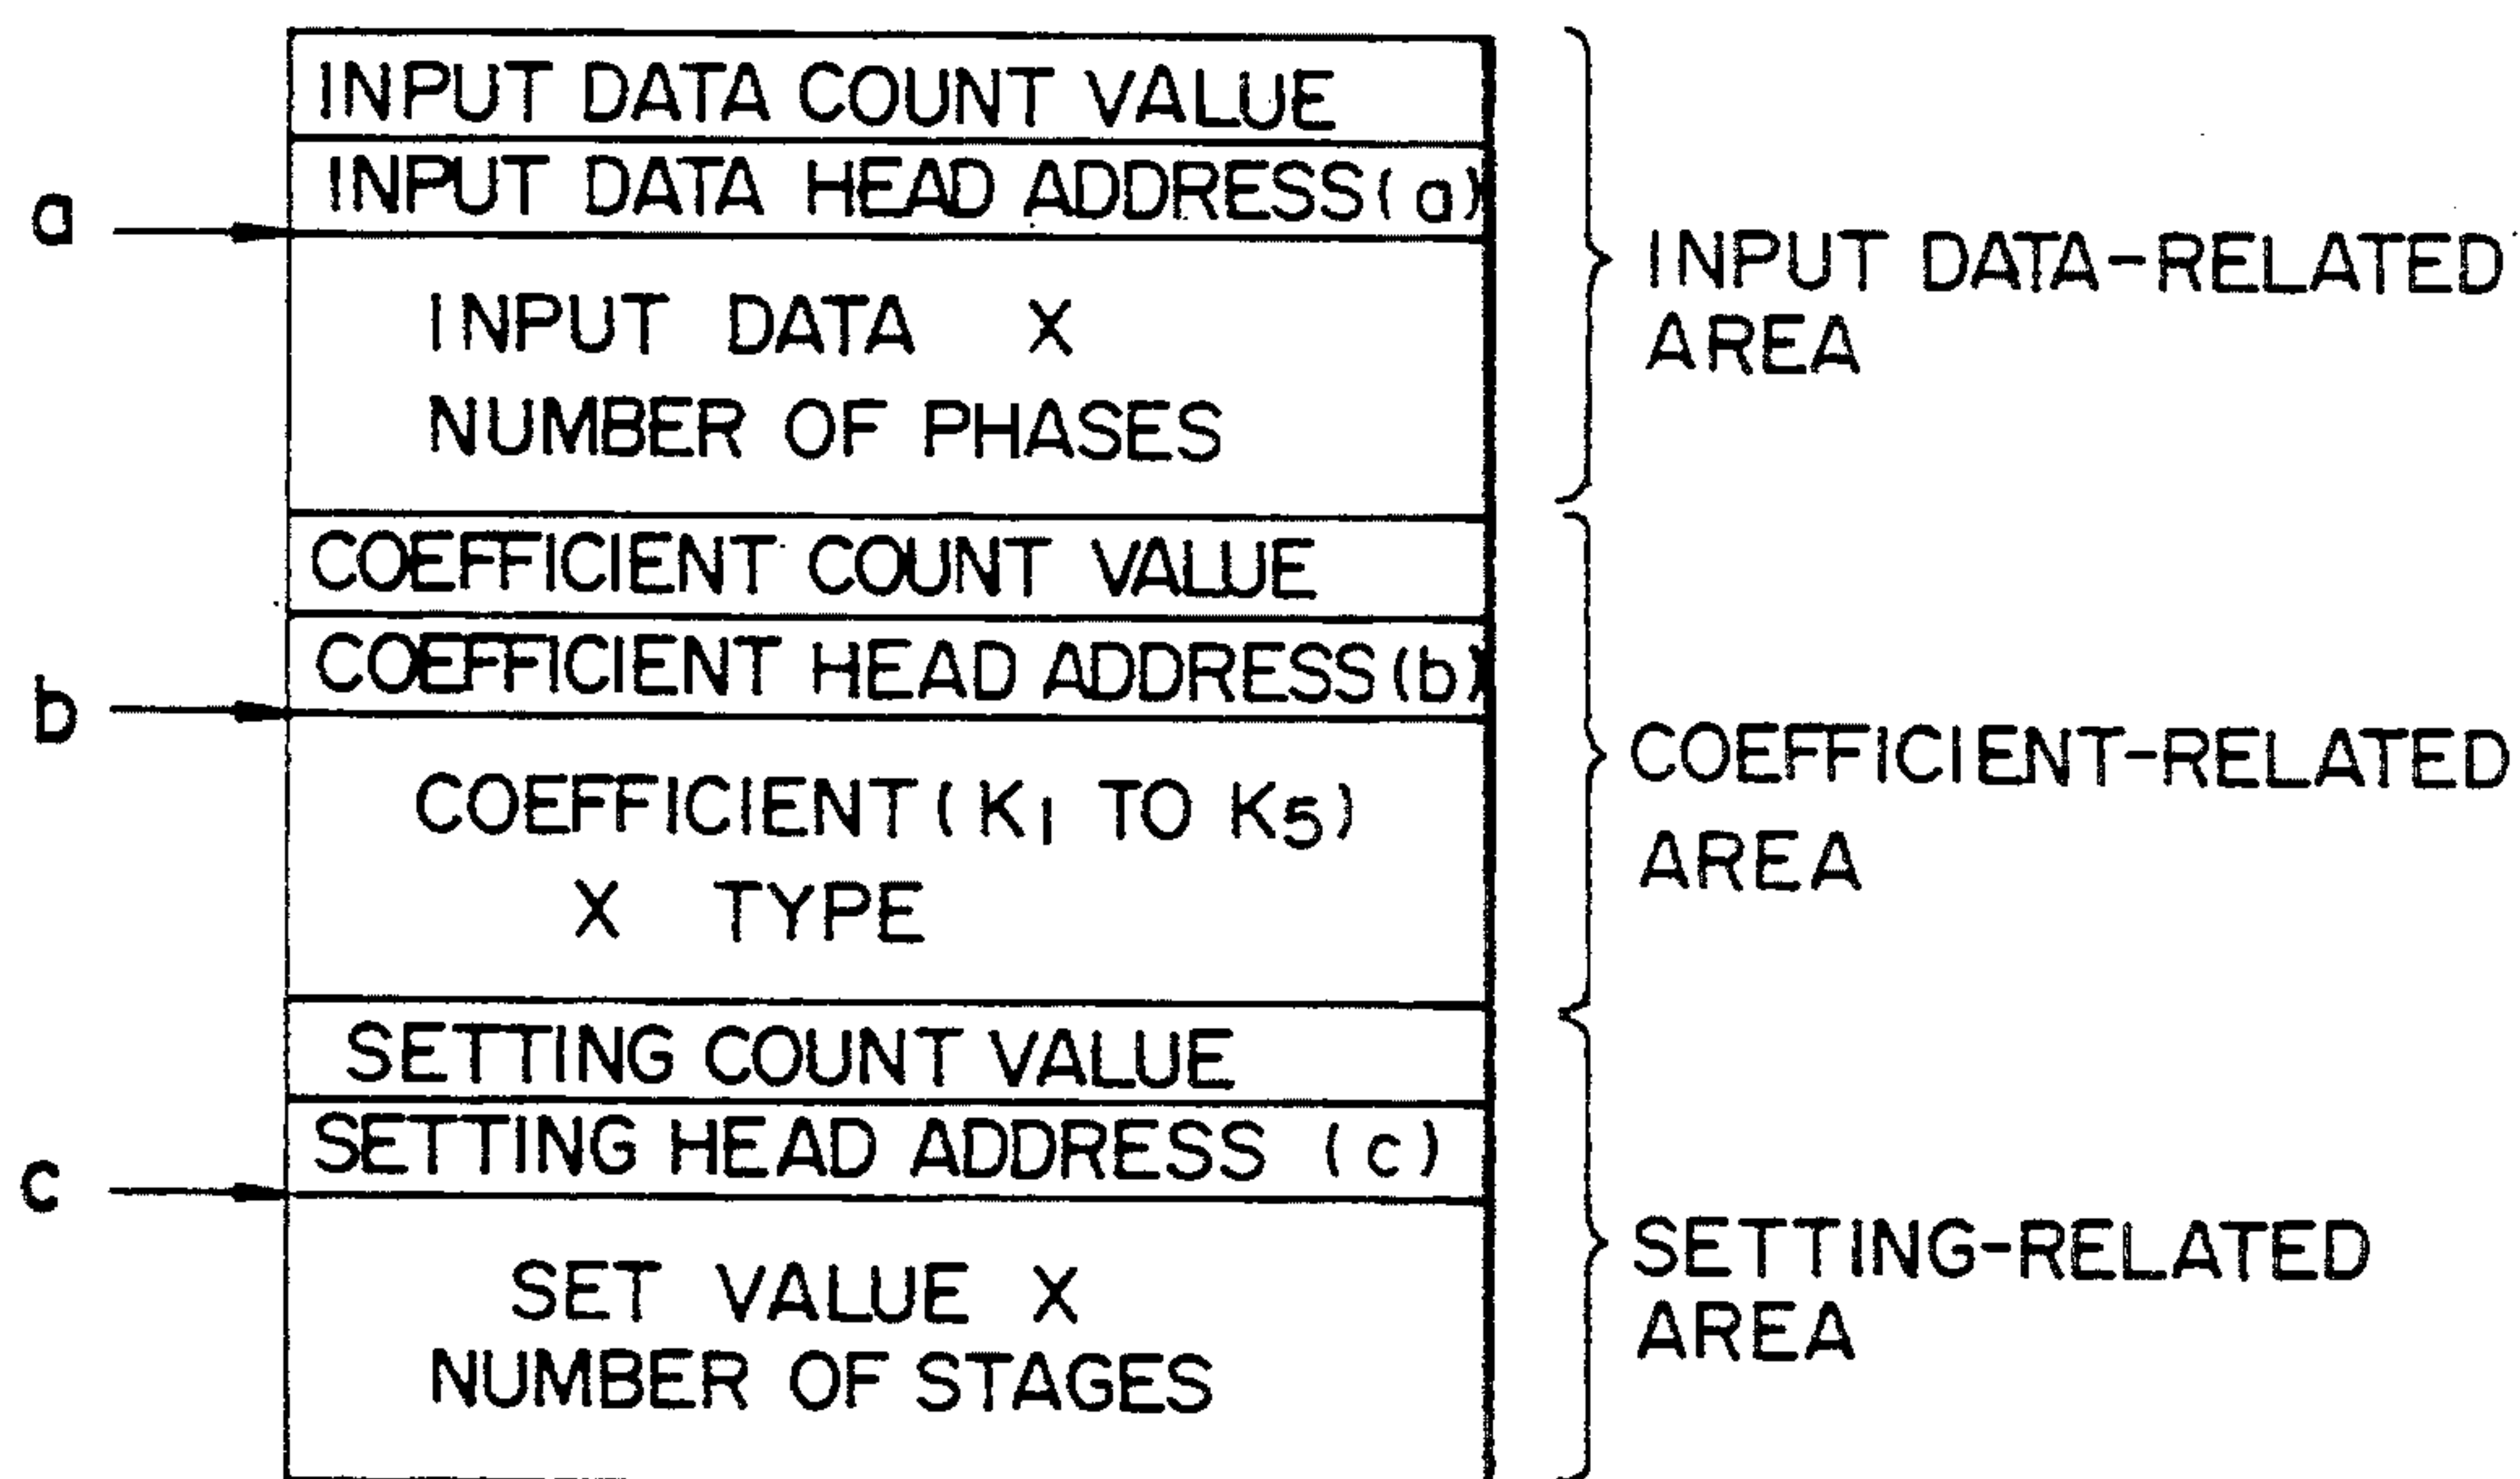 INPUT DATA COUNT VALUE
INPUT DATA HEAD ADDRESS(a)
a
INPUT DATA X
NUMBER OF PHASES
INPUT DATA-RELATED
AREA
COEFFICIENT COUNT VALUE
COEFFICIENT HEAD ADDRESS(b)
b
COEFFICIENT(K1 TO K5)
X TYPE
COEFFICIENT-RELATED
AREA
SETTING COUNT VALUE
SETTING HEAD ADDRESS (c)
c
SET VALUE X
NUMBER OF STAGES
SETTING-RELATED
AREA